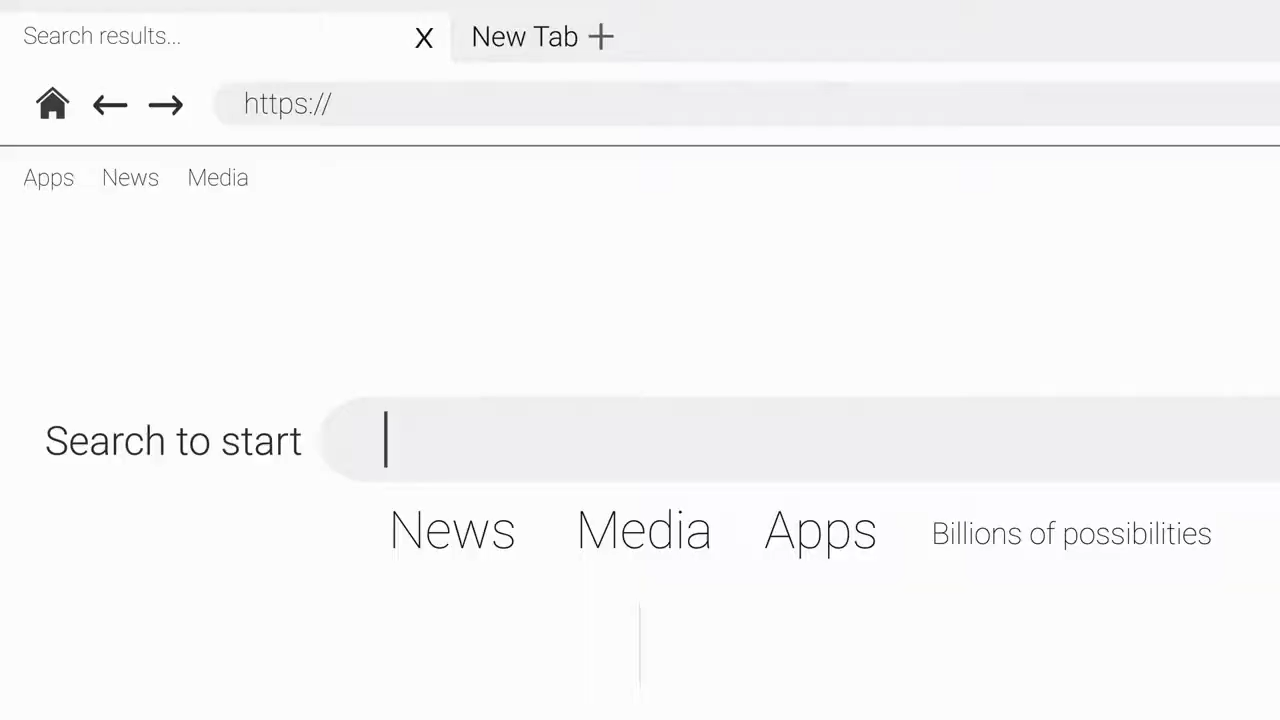 Search results... X New Tab +
https://
Apps News Media
Search to start
News Media Apps Billions of possibilities